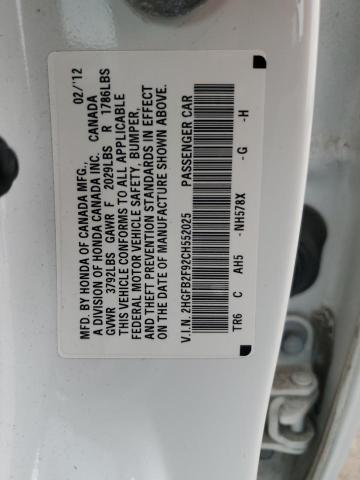 MFD. BY HONDA OF CANADA MFG., 02/'12
A DIVISION OF HONDA CANADA INC. CANADA
GVWR 3792LBS GAWR F 2029LBS R 1786LBS
THIS VEHICLE CONFORMS TO ALL APPLICABLE
FEDERAL MOTOR VEHICLE SAFETY, BUMPER,
AND THEFT PREVENTION STANDARDS IN EFFECT
ON THE DATE OF MANUFACTURE SHOWN ABOVE.
V.I.N. 2HGFB2F92CH552025 PASSENGER CAR
TR6 C AH5 -NH578X -G -H